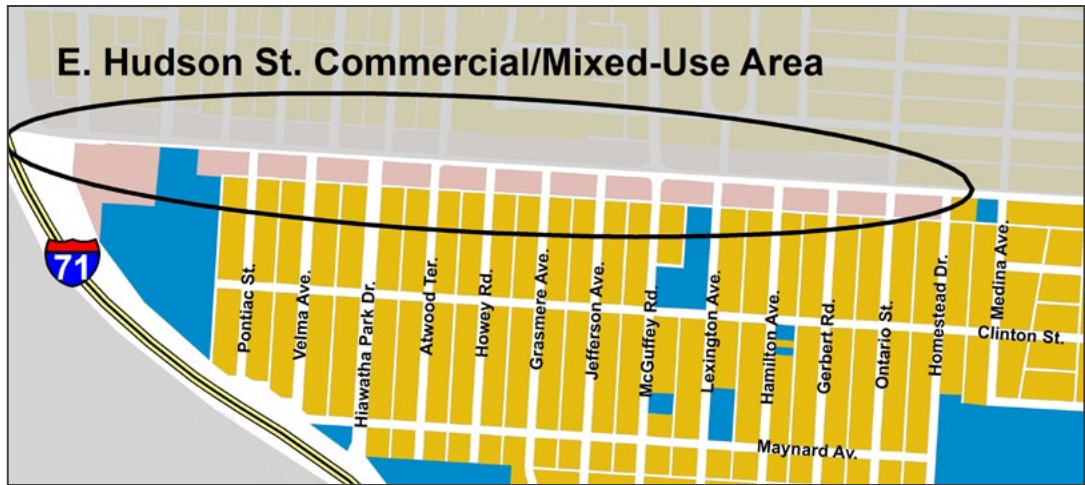 E. Hudson St. Commercial/Mixed-Use Area
71
Pontiac St.
Velma Ave.
Hiawatha Park Dr.
Atwood Ter.
Howey Rd.
Grasmere Ave.
Jefferson Ave.
McGuffey Rd.
Lexington Ave.
Hamilton Ave.
Gerbert Rd.
Ontario St.
Homestead Dr.
Medina Ave.
Clinton St.
Maynard Av.